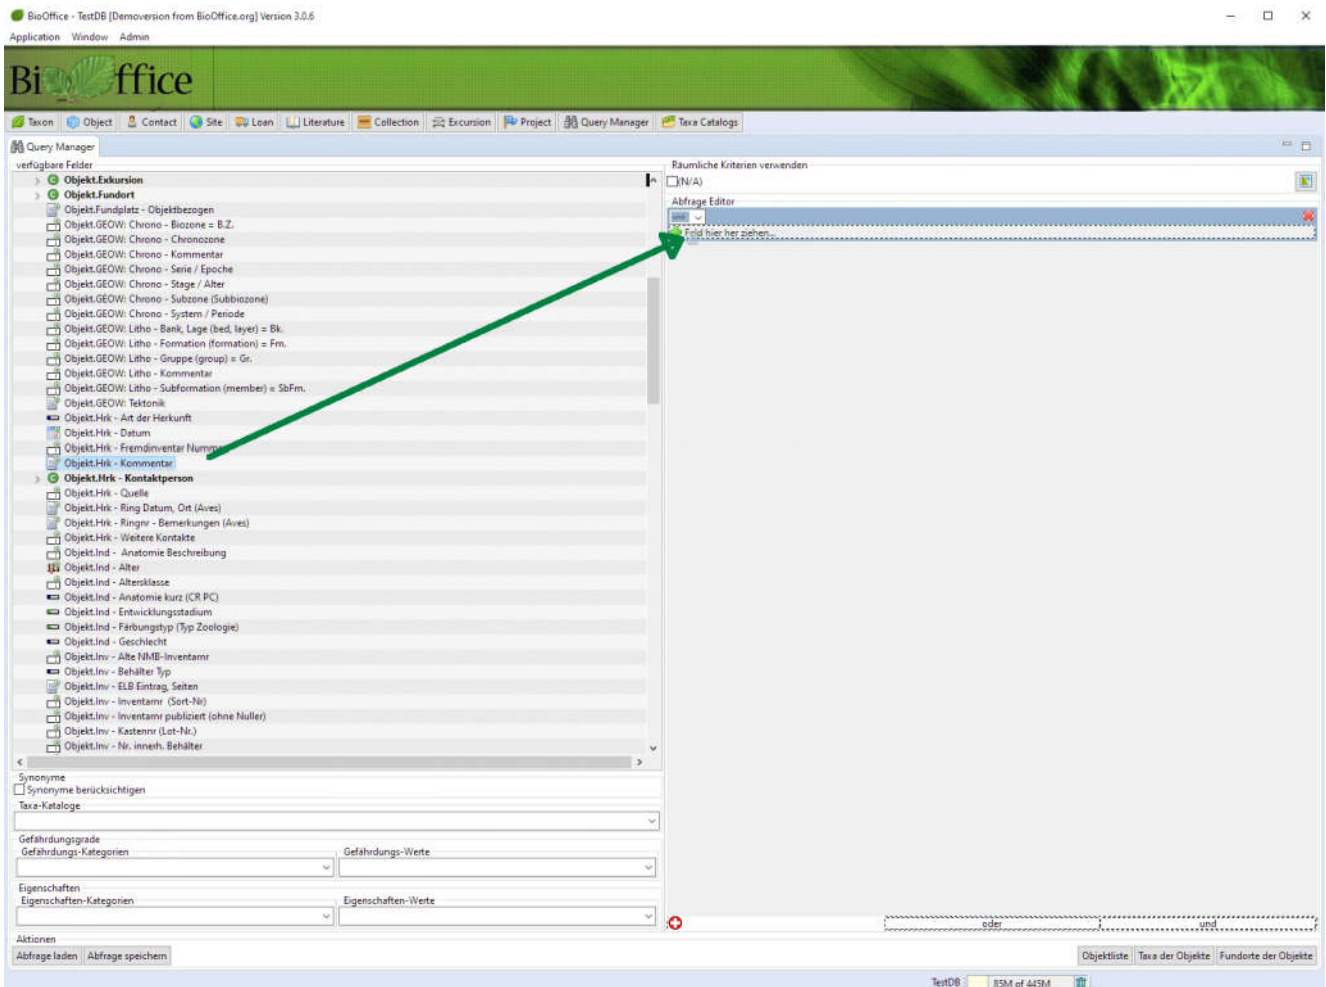 BioOffice - TestDB [Demoversion from BioOffice.org] Version 3.0.6
Application Window Admin
BioOffice
Taxon Object Contact Site Loan Literature Collection Excursion Project Query Manager Taxa Catalogs
Query Manager
verfügbare Felder
Objekt.Exkursion
Objekt.Fundort
Objekt.Fundplatz - Objektbezogen
Objekt.GEOW: Chrono - Biozone = B.Z.
Objekt.GEOW: Chrono - Chronozone
Objekt.GEOW: Chrono - Kommentar
Objekt.GEOW: Chrono - Serie / Epoche
Objekt.GEOW: Chrono - Stage / Alter
Objekt.GEOW: Chrono - Subzone (Subbiozone)
Objekt.GEOW: Chrono - System / Periode
Objekt.GEOW: Litho - Bank, Lage (bed, layer) = Bk.
Objekt.GEOW: Litho - Formation (formation) = Fm.
Objekt.GEOW: Litho - Gruppe (group) = Gr.
Objekt.GEOW: Litho - Kommentar
Objekt.GEOW: Litho - Subformation (member) = SbFm.
Objekt.GEOW: Tektonik
Objekt.Hrk - Art der Herkunft
Objekt.Hrk - Datum
Objekt.Hrk - Fremdinventar
Objekt.Hrk - Kommentar
Objekt.Hrk - Kontaktperson
Objekt.Hrk - Quelle
Objekt.Hrk - Ring Datum, Ort (Aves)
Objekt.Hrk - Ringnr - Bemerkungen (Aves)
Objekt.Hrk - Weitere Kontakte
Objekt.Ind - Anatomie Beschreibung
Objekt.Ind - Alter
Objekt.Ind - Altersklasse
Objekt.Ind - Anatomie kurz (CR PC)
Objekt.Ind - Entwicklungsstadium
Objekt.Ind - Färbungstyp (Typ Zoologie)
Objekt.Ind - Geschlecht
Objekt.Inv - Alte NMB-Inventarnr
Objekt.Inv - Behälter Typ
Objekt.Inv - ELB Eintrag, Seiten
Objekt.Inv - Inventarnr (Sort-Nr)
Objekt.Inv - Inventarnr publiziert (ohne Nuller)
Objekt.Inv - Kastennr (Lot-Nr.)
Objekt.Inv - Nr. innerh. Behälter
Synonyme
Synonyme berücksichtigen
Taxa-Kataloge
Gefährdungsgrade
Gefährdungs-Kategorien Gefährdungs-Werte
Eigenschaften
Eigenschaften-Kategorien Eigenschaften-Werte
Aktionen
Abfrage laden Abfrage speichern
Räumliche Kriterien verwenden
(N/A)
Abfrage Editor
und
Feld hier her ziehen...
oder und
Objektliste Taxa der Objekte Fundorte der Objekte
TestDB 85M of 445M